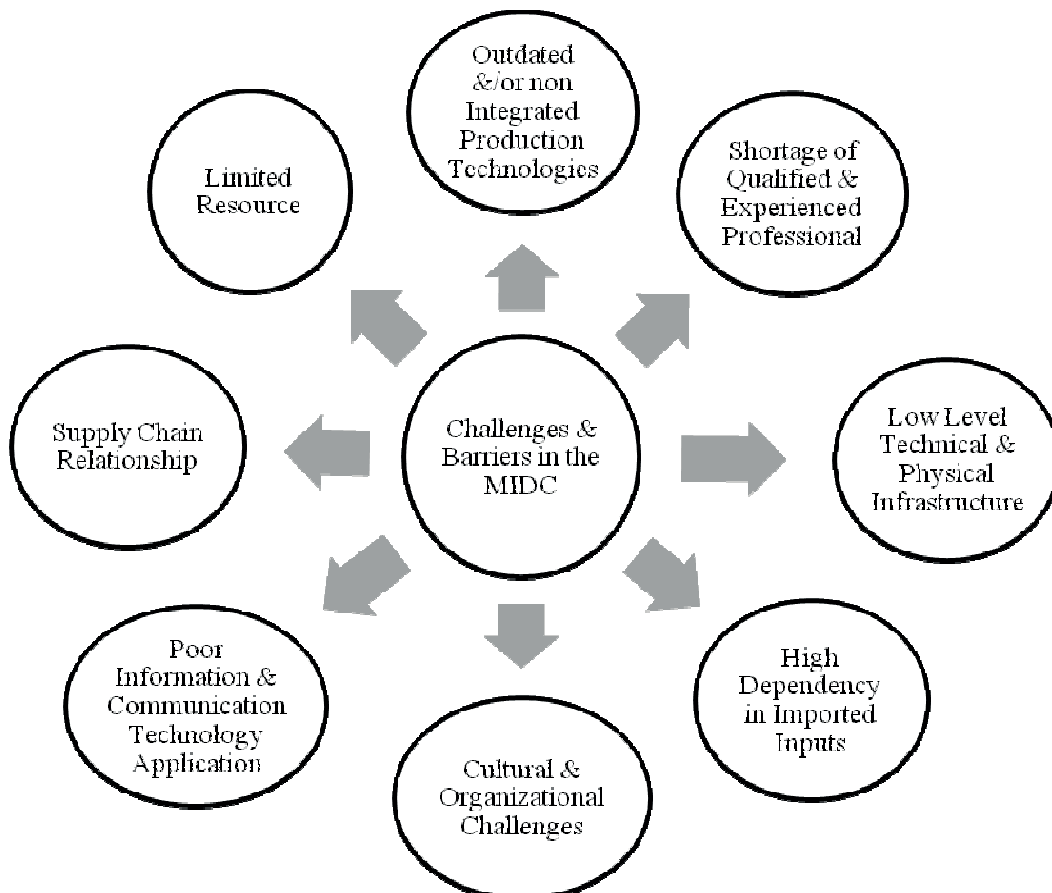 Outdated
&/or non
Integrated
Production
Technologies
Shortage of
Qualified &
Experienced
Professional
Limited
Resource
Low Level
Technical &
Physical
Infrastructure
Challenges &
Barriers in the
MIDC
Supply Chain
Relationship
High
Dependency
in Imported
Inputs
Cultural &
Organizational
Challenges
Poor
Information &
Communication
Technology
Application